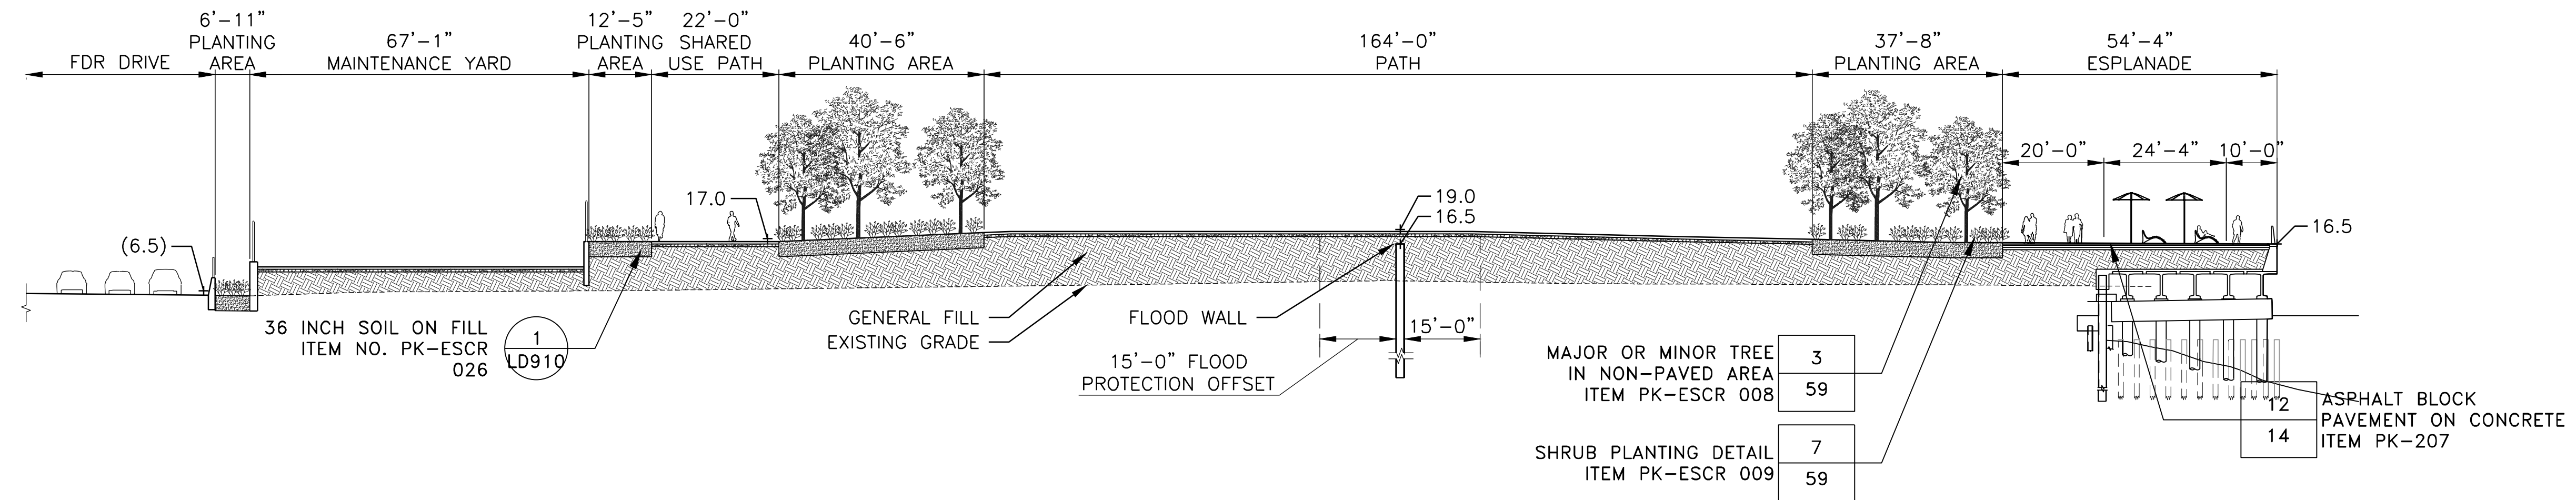 6'-11"
PLANTING
AREA
FDR DRIVE
67'-1"
MAINTENANCE YARD
12'-5"
PLANTING
AREA
22'-0"
SHARED
USE PATH
40'-6"
PLANTING AREA
164'-0"
PATH
37'-8"
PLANTING AREA
54'-4"
ESPLANADE
20'-0"
24'-4"
10'-0"
(6.5)
17.0
19.0
16.5
16.5
36 INCH SOIL ON FILL
ITEM NO. PK-ESCR
026
1
LD910
GENERAL FILL
EXISTING GRADE
FLOOD WALL
15'-0"
15'-0" FLOOD
PROTECTION OFFSET
MAJOR OR MINOR TREE
IN NON-PAVED AREA
ITEM PK-ESCR 008
3
59
SHRUB PLANTING DETAIL
ITEM PK-ESCR 009
7
59
12
14
ASPHALT BLOCK
PAVEMENT ON CONCRETE
ITEM PK-207